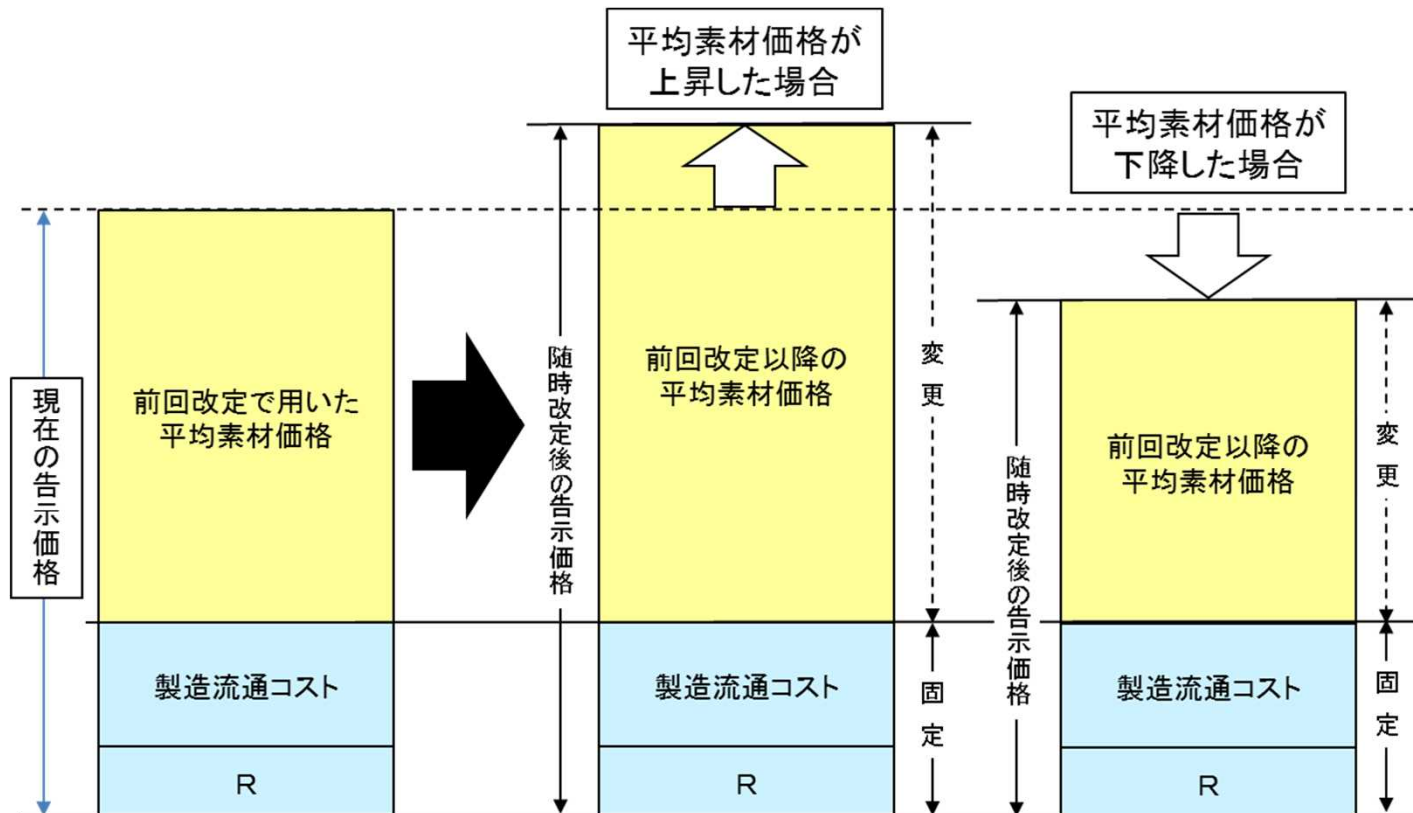 平均素材価格が
上昇した場合
平均素材価格が
下降した場合
現在の告示価格
前回改定で用いた
平均素材価格
製造流通コスト
R
随時改定後の告示価格
前回改定以降の
平均素材価格
製造流通コスト
R
変更
固定
随時改定後の告示価格
前回改定以降の
平均素材価格
製造流通コスト
R
変更
固定